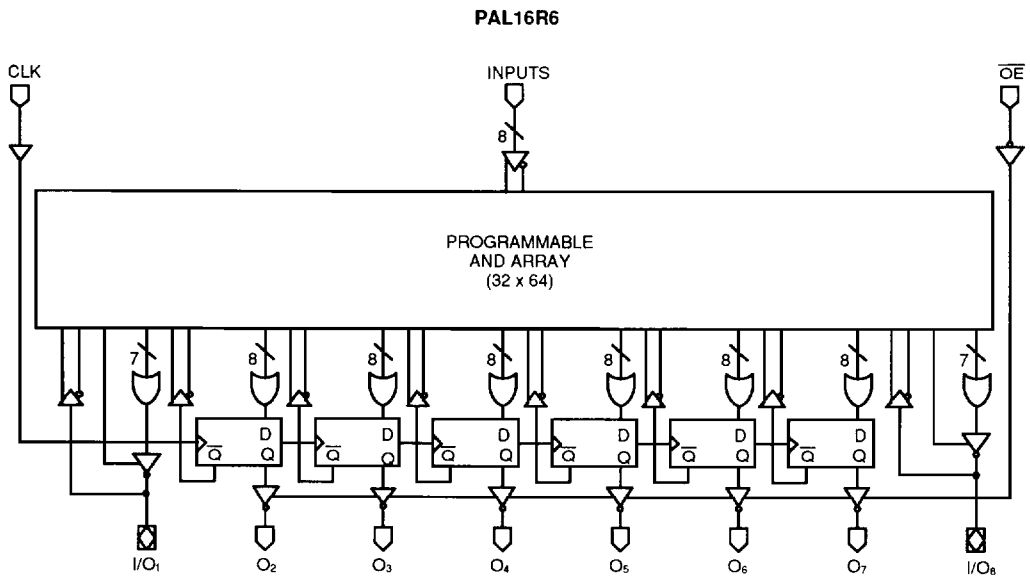 PAL16R6
CLK INPUTS O̅E̅
8
PROGRAMMABLE
AND ARRAY
(32 x 64)
7 8 8 8 8 8 8 7
D D D D D D
Q̅ Q Q̅ Q Q̅ Q Q̅ Q Q̅ Q Q̅ Q
I/O₁ O₂ O₃ O₄ O₅ O₆ O₇ I/O₈